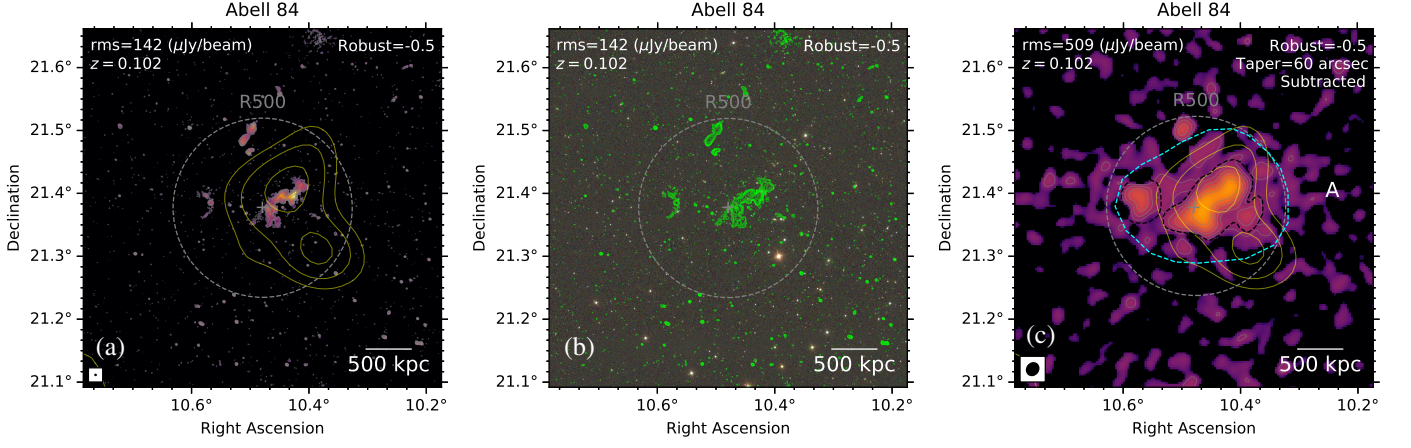 Abell 84
rms=142 (μJy/beam)
Robust=-0.5
z = 0.102
R500
21.6°
21.5°
21.4°
21.3°
21.2°
21.1°
Declination
(a)
500 kpc
10.6°
10.4°
10.2°
Right Ascension
Abell 84
rms=142 (μJy/beam)
Robust=-0.5
z = 0.102
R500
21.6°
21.5°
21.4°
21.3°
21.2°
21.1°
Declination
(b)
500 kpc
10.6°
10.4°
10.2°
Right Ascension
Abell 84
rms=509 (μJy/beam)
Robust=-0.5
z = 0.102
Taper=60 arcsec
Subtracted
R500
A
21.6°
21.5°
21.4°
21.3°
21.2°
21.1°
Declination
(c)
500 kpc
10.6°
10.4°
10.2°
Right Ascension